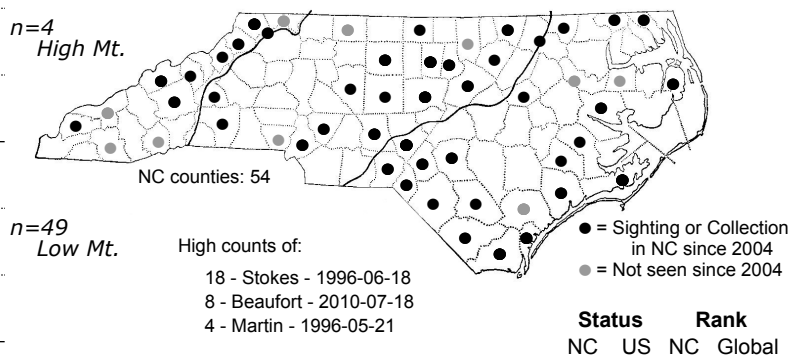 n=4
High Mt.
NC counties: 54
n=49
Low Mt.
High counts of:
18 - Stokes - 1996-06-18
8 - Beaufort - 2010-07-18
4 - Martin - 1996-05-21
● = Sighting or Collection
in NC since 2004
● = Not seen since 2004
Status Rank
NC US NC Global